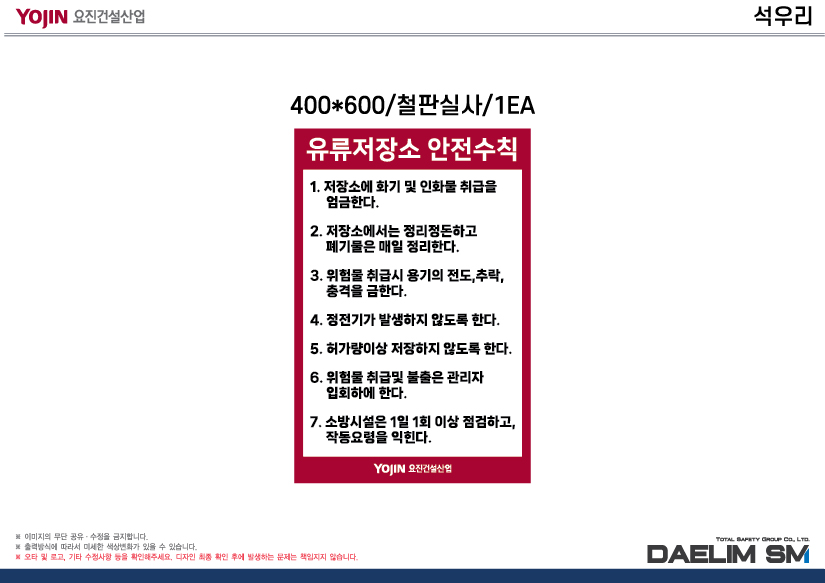 YOJIN 요진건설산업
석우리
400*600/철판실사/1EA
유류저장소 안전수칙
1. 저장소에 화기 및 인화물 취급을
엄금한다.
2. 저장소에서는 정리정돈하고
폐기물은 매일 정리한다.
3. 위험물 취급시 용기의 전도,추락,
충격을 금한다.
4. 정전기가 발생하지 않도록 한다.
5. 허가량이상 저장하지 않도록 한다.
6. 위험물 취급및 불출은 관리자
입회하에 한다.
7. 소방시설은 1일 1회 이상 점검하고,
작동요령을 익힌다.
YOJIN 요진건설산업
※ 이미지의 무단 공유 · 수정을 금지합니다.
※ 출력방식에 따라서 미세한 색상변화가 있을 수 있습니다.
※ 오타 및 로고, 기타 수정사항 등을 확인해주세요. 디자인 최종 확인 후에 발생하는 문제는 책임지지 않습니다.
TOTAL SAFETY GROUP CO., LTD.
DAELIM SM